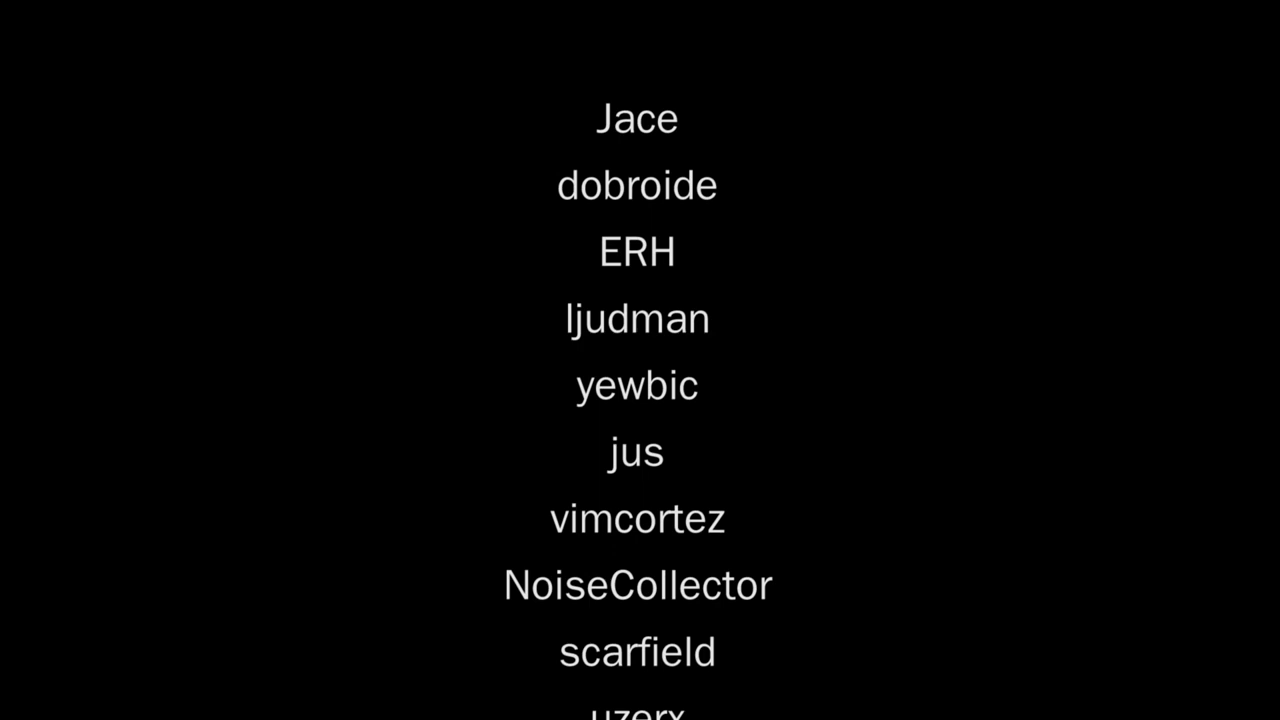 Jace
dobroide
ERH
ljudman
yewbic
jus
vimcortez
NoiseCollector
scarfield
uzerx